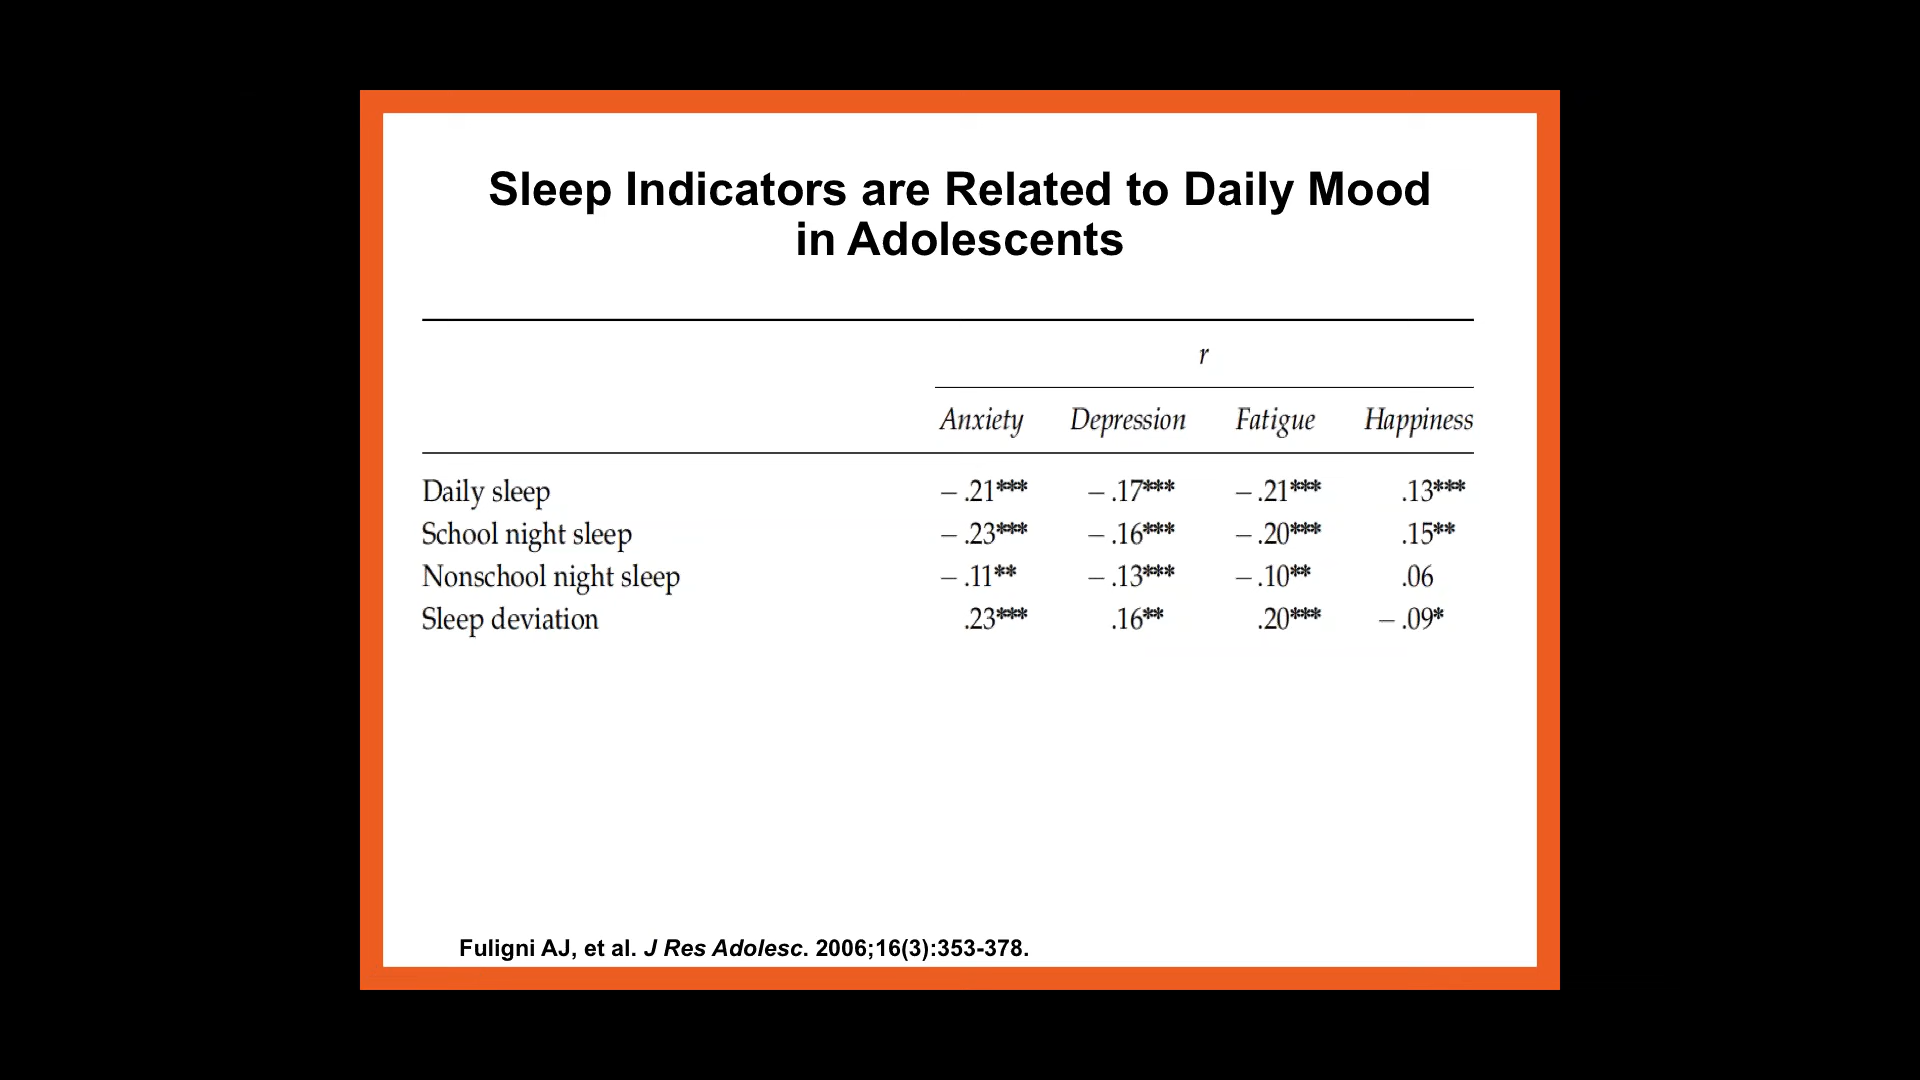 Sleep Indicators are Related to Daily Mood
in Adolescents
r
Anxiety Depression Fatigue Happiness
Daily sleep – .21*** – .17*** – .21*** .13***
School night sleep – .23*** – .16*** – .20*** .15**
Nonschool night sleep – .11** – .13*** – .10** .06
Sleep deviation .23*** .16** .20*** – .09*
Fuligni AJ, et al. J Res Adolesc. 2006;16(3):353-378.